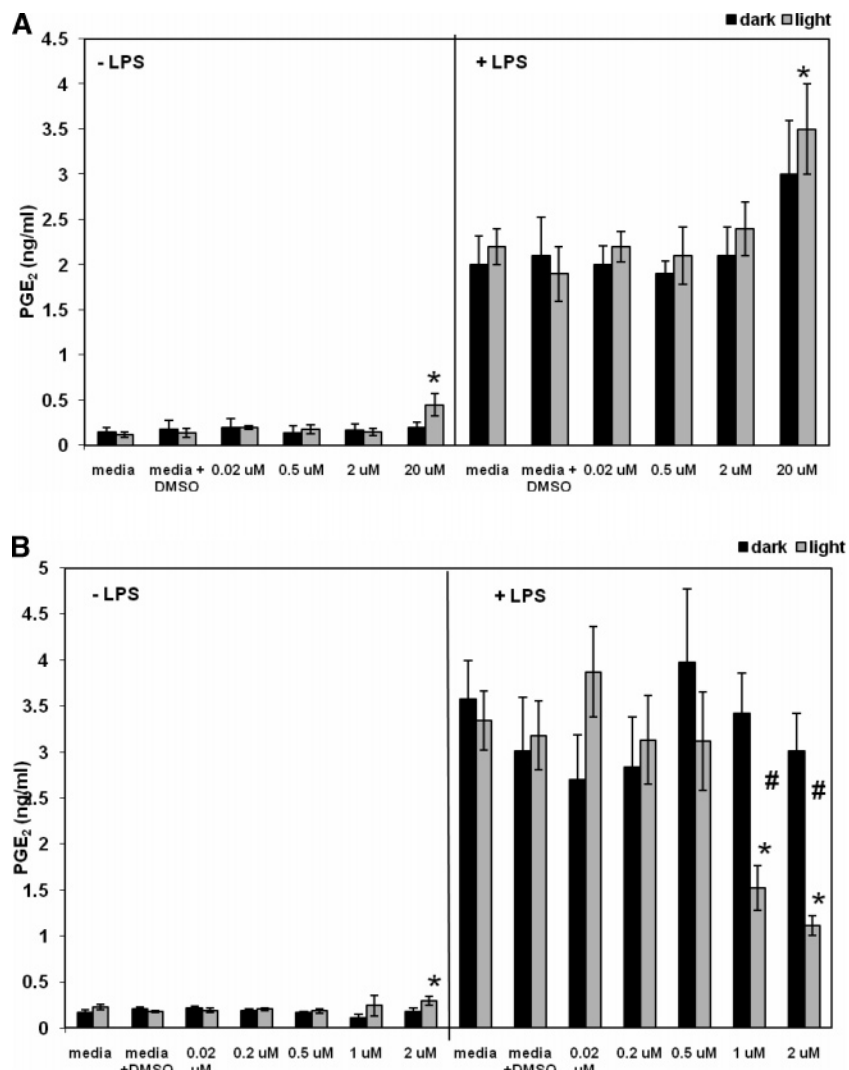 A
dark light
4.5
4
3.5
3
2.5
2
1.5
1
0.5
0
PGE₂ (ng/ml)
- LPS
+ LPS
*
*
media media + 0.02 uM 0.5 uM 2 uM 20 uM media media + 0.02 uM 0.5 uM 2 uM 20 uM
DMSO DMSO
B
dark light
5
4.5
4
3.5
3
2.5
2
1.5
1
0.5
0
PGE₂ (ng/ml)
- LPS
+ LPS
#
#
*
*
*
media media 0.02 0.2 uM 0.5 uM 1 uM 2 uM media media 0.02 0.2 uM 0.5 uM 1 uM 2 uM
+DMSO uM +DMSO uM